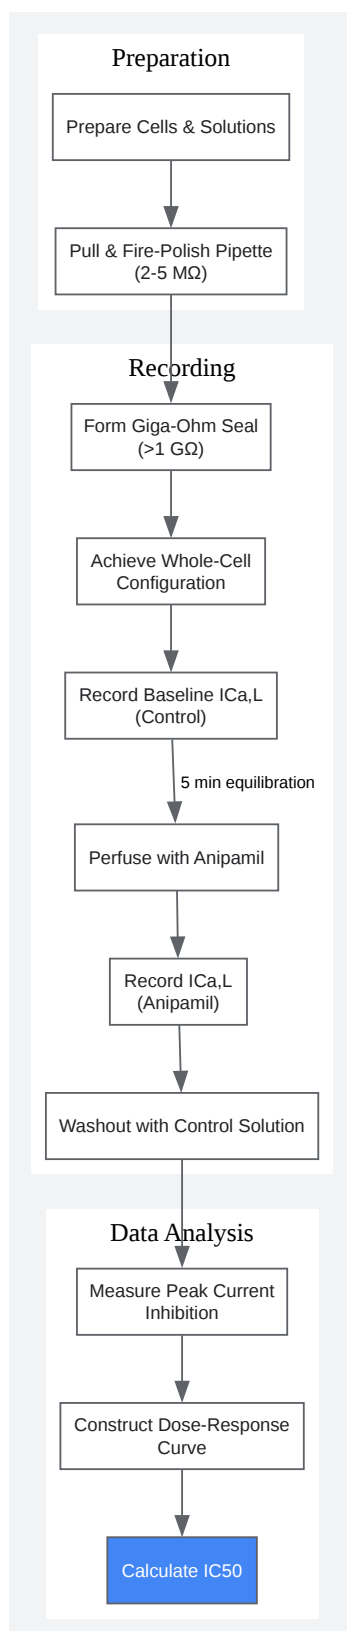 Preparation
Prepare Cells & Solutions
Pull & Fire-Polish Pipette
(2-5 MΩ)
Recording
Form Giga-Ohm Seal
(>1 GΩ)
Achieve Whole-Cell
Configuration
Record Baseline ICa,L
(Control)
5 min equilibration
Perfuse with Anipamil
Record ICa,L
(Anipamil)
Washout with Control Solution
Data Analysis
Measure Peak Current
Inhibition
Construct Dose-Response
Curve
Calculate IC50